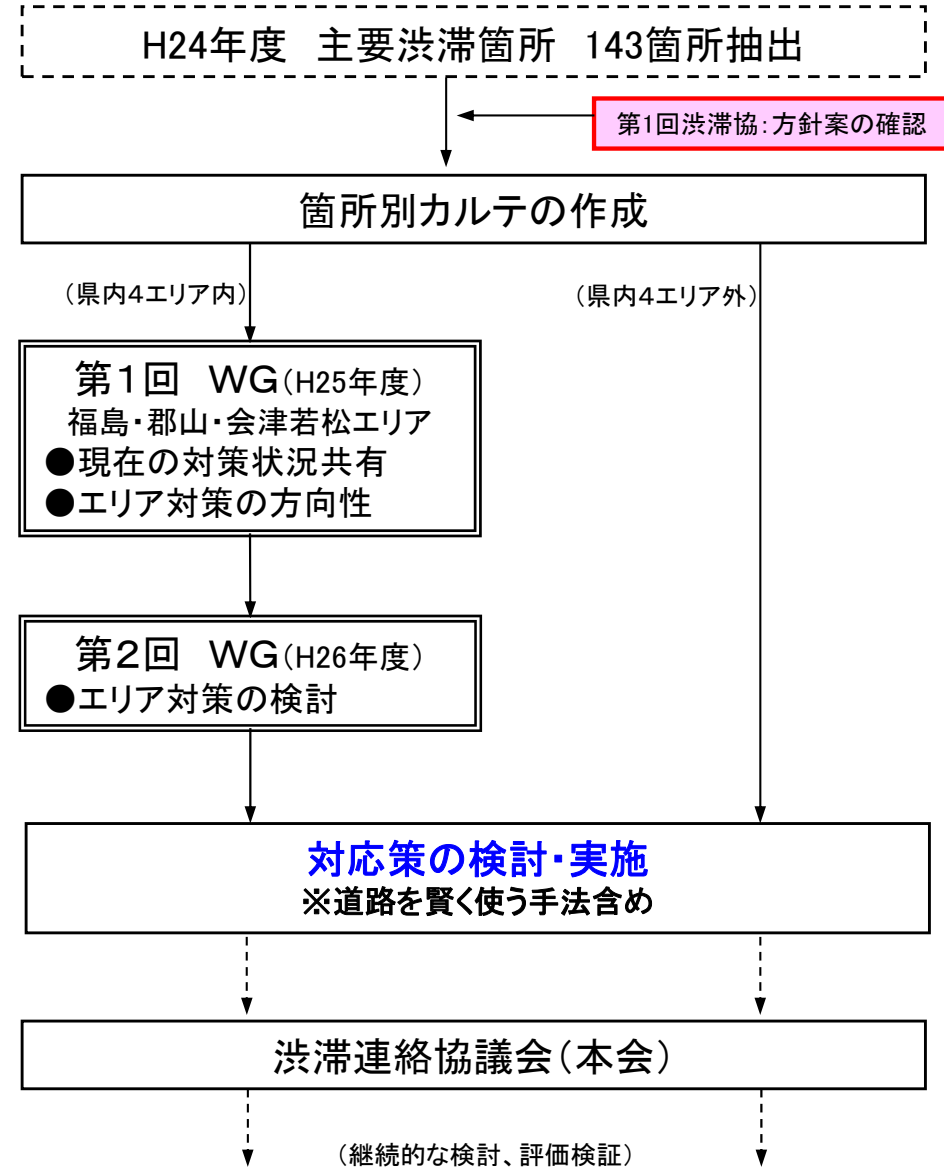 H24年度 主要渋滞箇所 143箇所抽出
第1回渋滞協:方針案の確認
箇所別カルテの作成
(県内4エリア内)
(県内4エリア外)
第1回 WG(H25年度)
福島・郡山・会津若松エリア
●現在の対策状況共有
●エリア対策の方向性
第2回 WG(H26年度)
●エリア対策の検討
対応策の検討・実施
※道路を賢く使う手法含め
渋滞連絡協議会(本会)
(継続的な検討、評価検証)